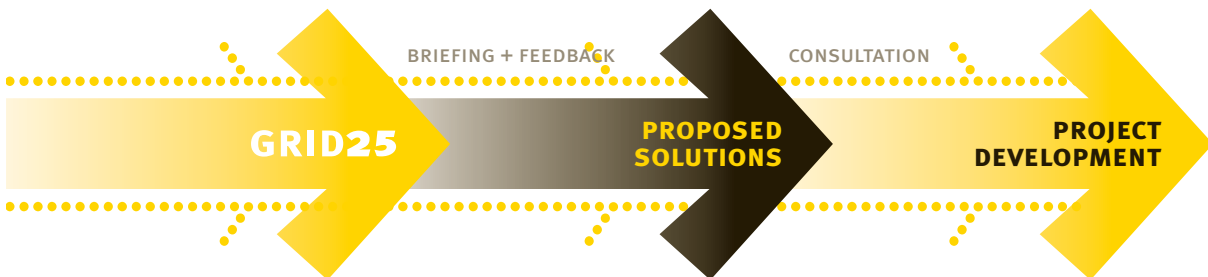 BRIEFING + FEEDBACK
CONSULTATION
GRID25
PROPOSED
SOLUTIONS
PROJECT
DEVELOPMENT